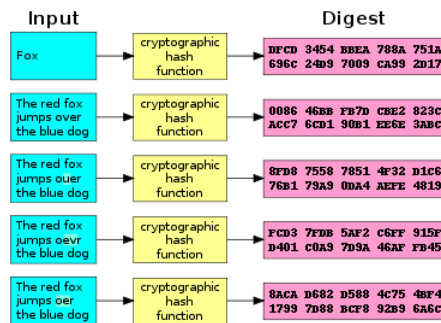 Input
Digest
Fox
cryptographic
hash
function
DFCD 3454 BBEA 788A 751A
696C 24D9 7009 CA99 2D17
The red fox
jumps over
the blue dog
cryptographic
hash
function
0086 46BB FB7D CBE2 823C
ACC7 6CD1 90B1 EE6E 3ABC
The red fox
jumps ouer
the blue dog
cryptographic
hash
function
8FD8 7558 7851 4F32 D1C6
76B1 79A9 0DA4 AEFE 4819
The red fox
jumps oevr
the blue dog
cryptographic
hash
function
FCD3 7FDB 5AF2 C6FF 915F
D401 C0A9 7D9A 46AF FB45
The red fox
jumps oer
the blue dog
cryptographic
hash
function
8ACA D682 D588 4C75 4BF4
1799 7D88 BCF8 92B9 6A6C